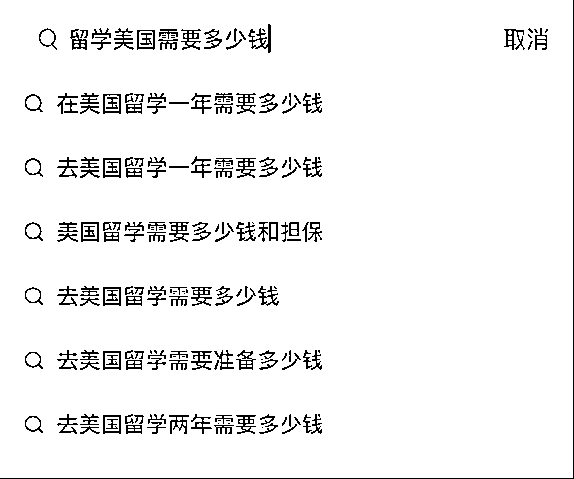 留学美国需要多少钱 取消
在美国留学一年需要多少钱
去美国留学一年需要多少钱
美国留学需要多少钱和担保
去美国留学需要多少钱
去美国留学需要准备多少钱
去美国留学两年需要多少钱